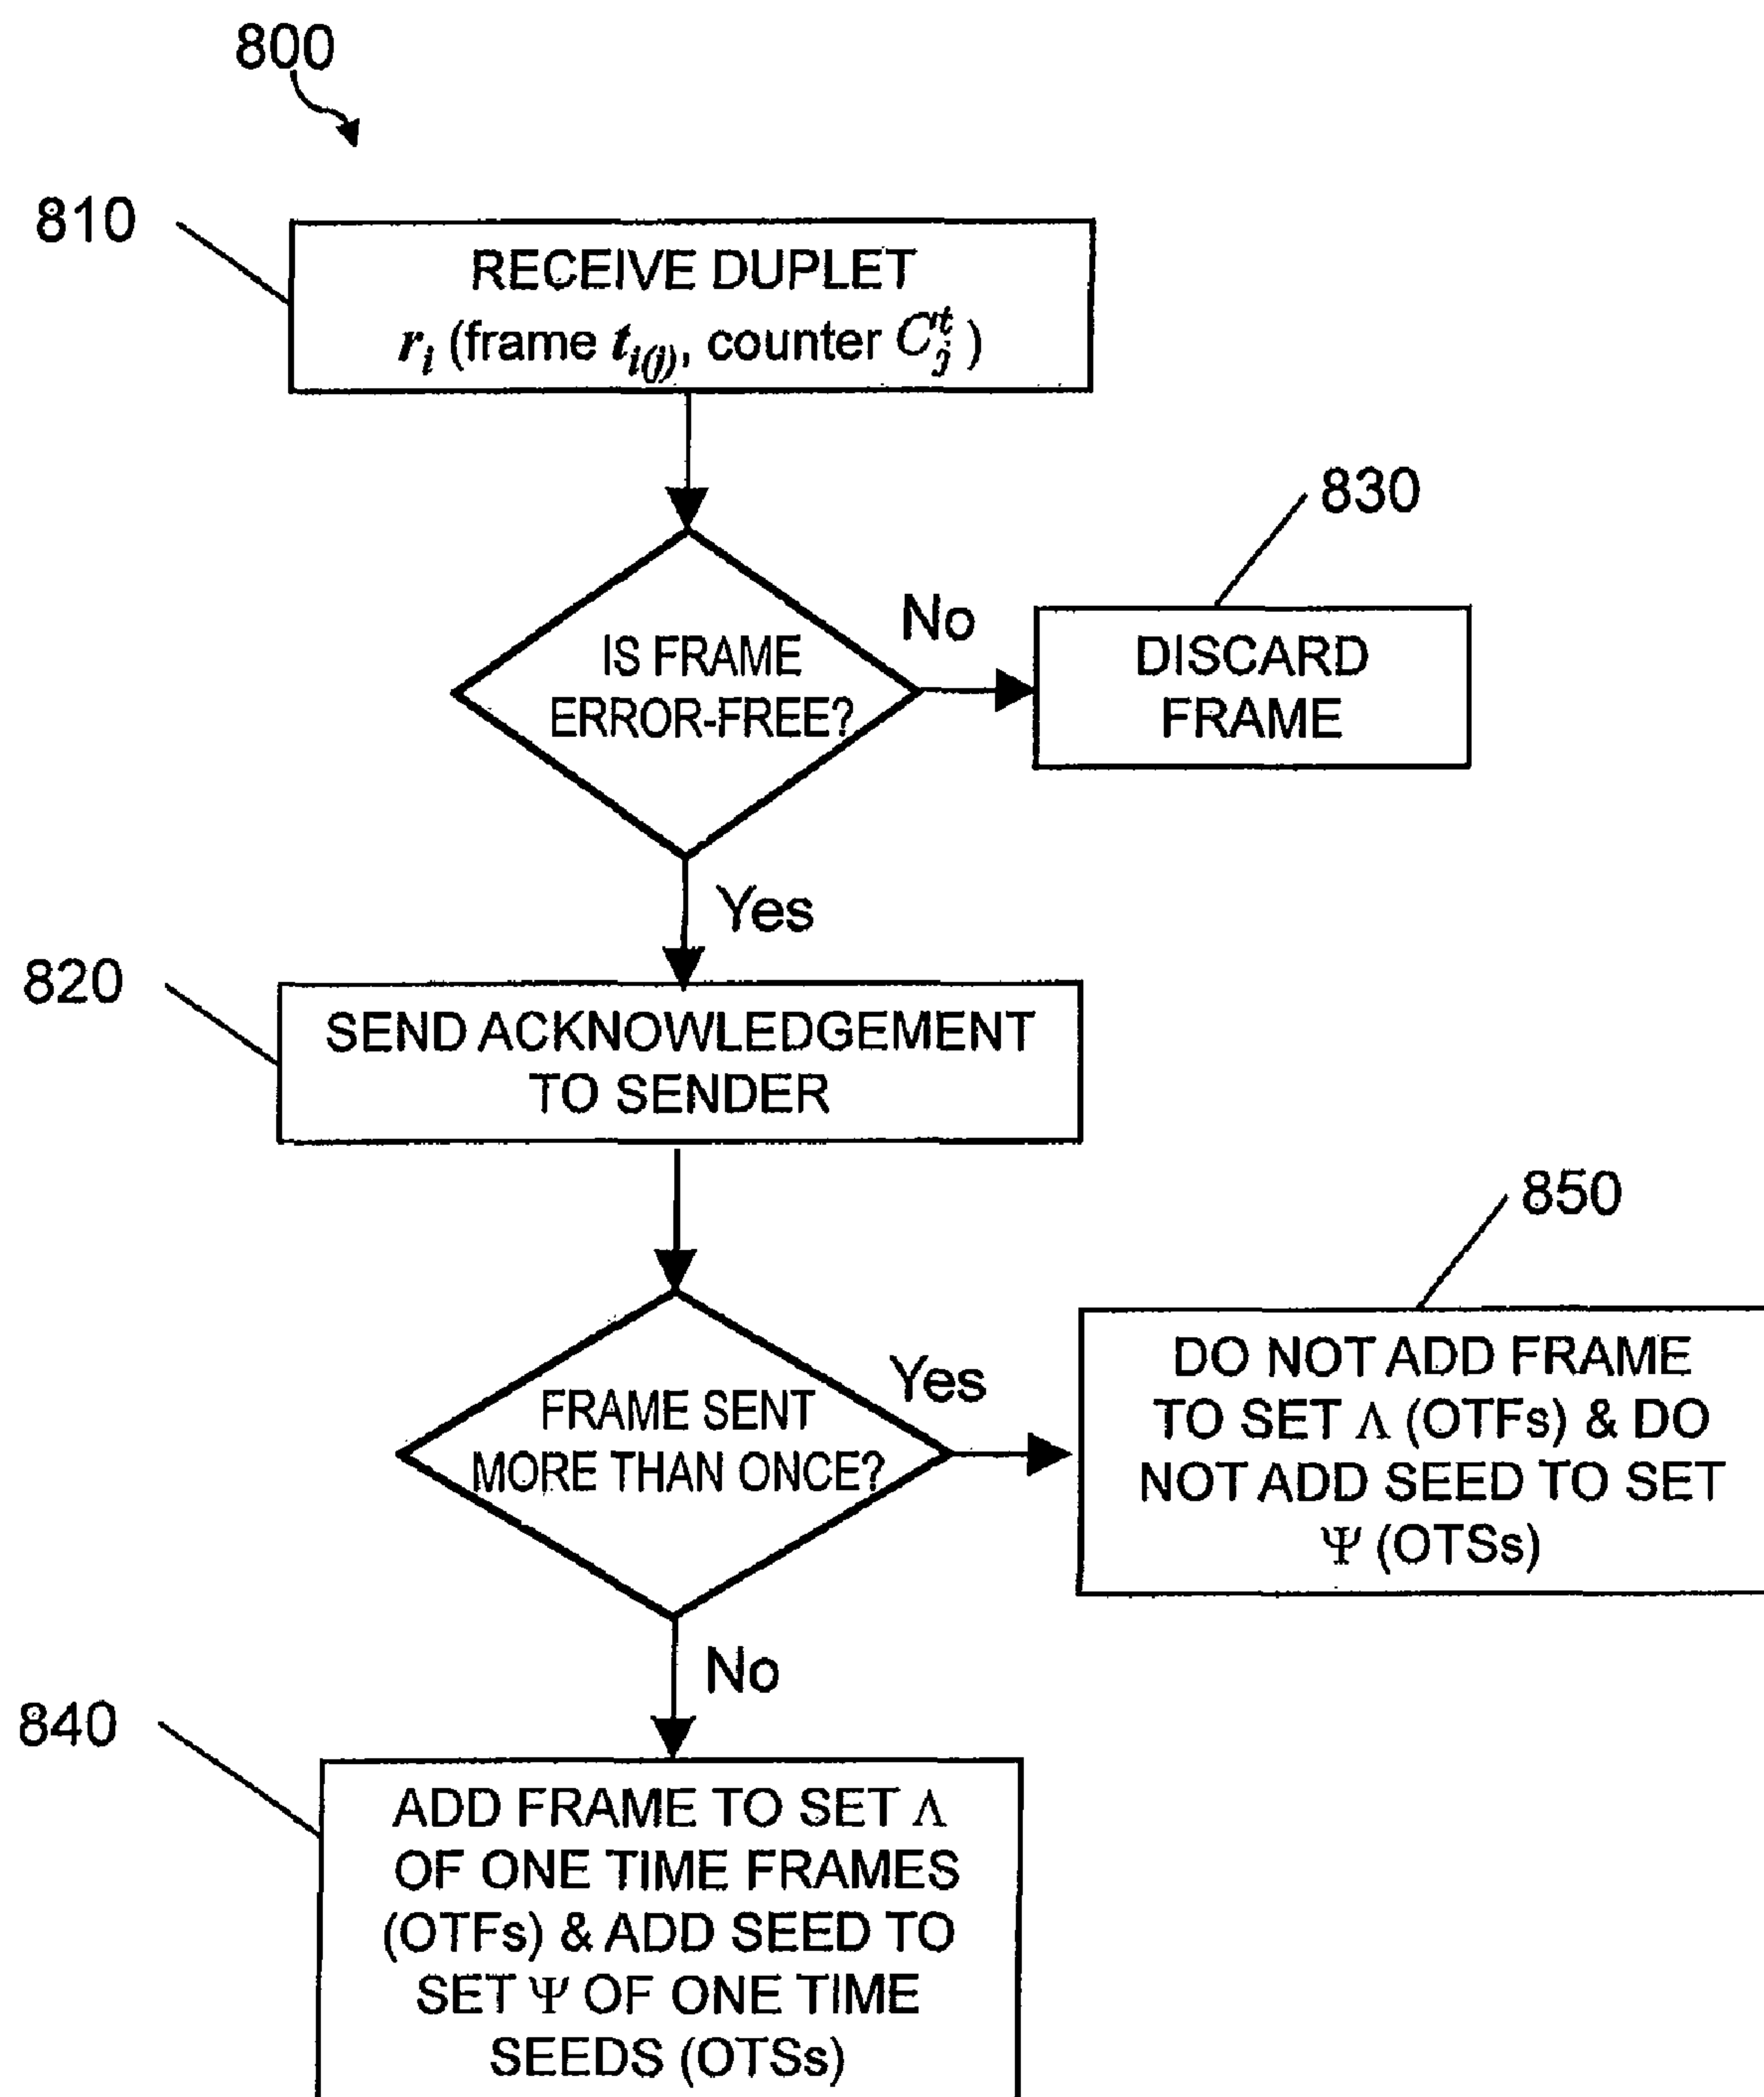 800
810
RECEIVE DUPLET
r_i (frame t_{i(j)}, counter C'^t_j)
830
No
DISCARD
FRAME
IS FRAME
ERROR-FREE?
Yes
820
SEND ACKNOWLEDGEMENT
TO SENDER
850
Yes
DO NOT ADD FRAME
TO SET Λ (OTFs) & DO
NOT ADD SEED TO SET
Ψ (OTSs)
FRAME SENT
MORE THAN ONCE?
No
840
ADD FRAME TO SET Λ
OF ONE TIME FRAMES
(OTFs) & ADD SEED TO
SET Ψ OF ONE TIME
SEEDS (OTSs)